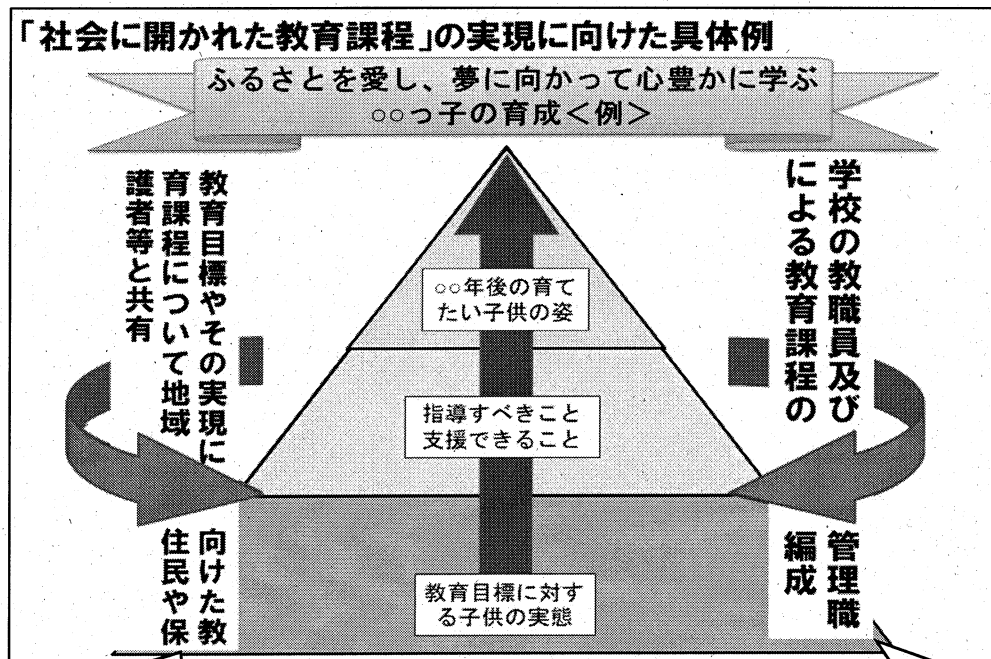 「社会に開かれた教育課程」の実現に向けた具体例
ふるさとを愛し、夢に向かって心豊かに学ぶ
○○っ子の育成＜例＞
学校の教職員及び管理職
による教育課程の編成
教育目標やその実現に向けた教
育課程について地域住民や保
護者等と共有
○○年後の育て
たい子供の姿
指導すべきこと
支援できること
教育目標に対す
る子供の実態